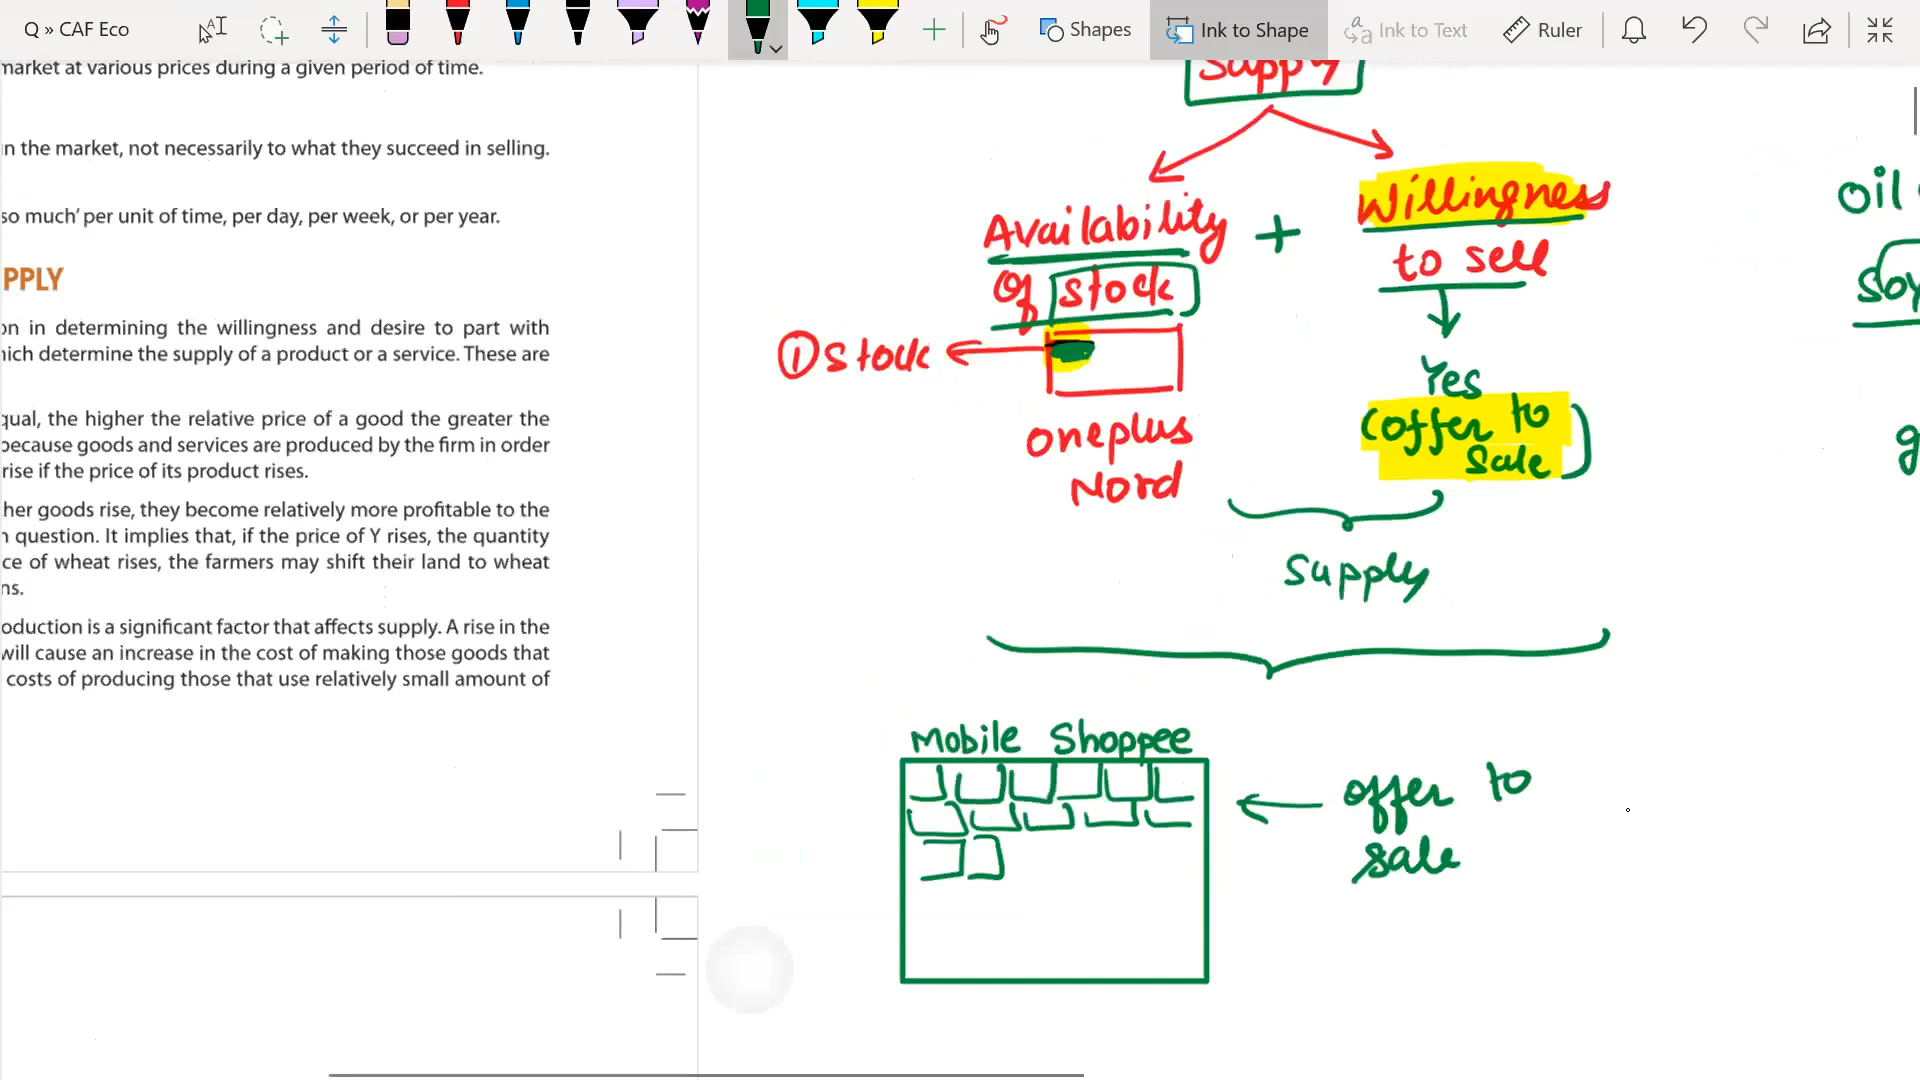 Q » CAF Eco
Shapes
Ink to Shape
Ink to Text
Ruler
market at various prices during a given period of time.
n the market, not necessarily to what they succeed in selling.
so much' per unit of time, per day, per week, or per year.
PPLY
on in determining the willingness and desire to part with
hich determine the supply of a product or a service. These are
qual, the higher the relative price of a good the greater the
because goods and services are produced by the firm in order
rise if the price of its product rises.
her goods rise, they become relatively more profitable to the
n question. It implies that, if the price of Y rises, the quantity
ce of wheat rises, the farmers may shift their land to wheat
ns.
oduction is a significant factor that affects supply. A rise in the
will cause an increase in the cost of making those goods that
costs of producing those that use relatively small amount of
Supply
Availability + Willingness
Of stock
to sell
① Stock
oneplus
Nord
Yes
(offer to
Sale)
Supply
Mobile Shoppee
offer to
sale
Oil
Soy
g